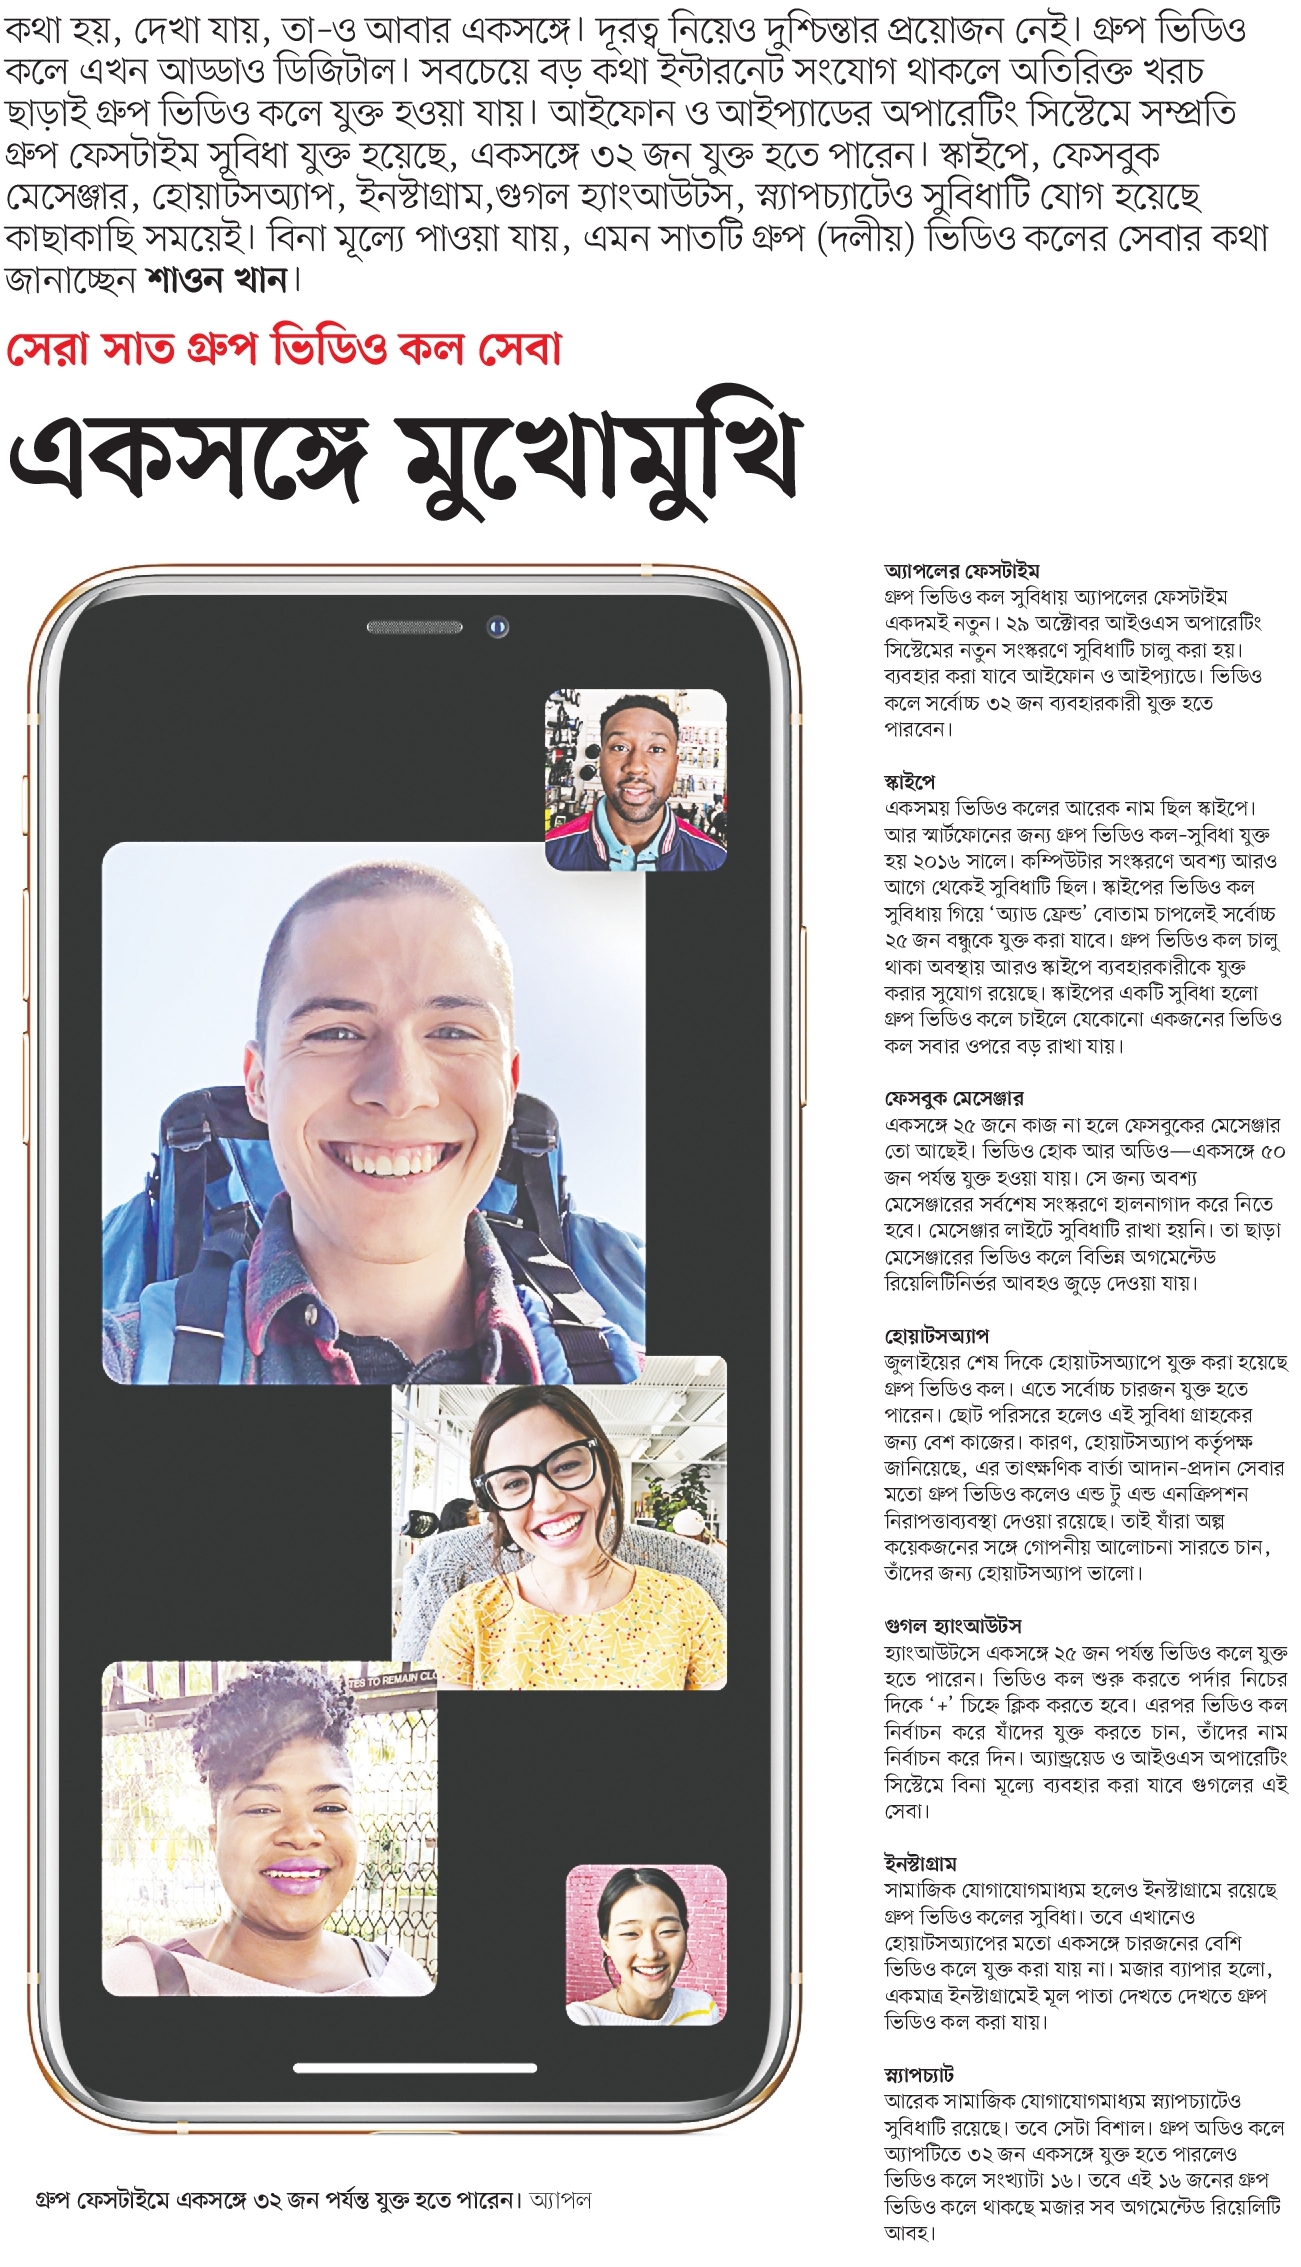 কথা হয়, দেখা যায়, তা-ও আবার একসঙ্গে। দূরত্ব নিয়েও দুশ্চিন্তার প্রয়োজন নেই। গ্রুপ ভিডিও
কলে এখন আড্ডাও ডিজিটাল। সবচেয়ে বড় কথা ইন্টারনেট সংযোগ থাকলে অতিরিক্ত খরচ
ছাড়াই গ্রুপ ভিডিও কলে যুক্ত হওয়া যায়। আইফোন ও আইপ্যাডের অপারেটিং সিস্টেমে সম্প্রতি
গ্রুপ ফেসটাইম সুবিধা যুক্ত হয়েছে, একসঙ্গে ৩২ জন যুক্ত হতে পারেন। স্কাইপে, ফেসবুক
মেসেঞ্জার, হোয়াটসঅ্যাপ, ইনস্টাগ্রাম,গুগল হ্যাংআউটস, স্ন্যাপচ্যাটেও সুবিধাটি যোগ হয়েছে
কাছাকাছি সময়েই। বিনা মূল্যে পাওয়া যায়, এমন সাতটি গ্রুপ (দলীয়) ভিডিও কলের সেবার কথা
জানাচ্ছেন শাওন খান।
সেরা সাত গ্রুপ ভিডিও কল সেবা
একসঙ্গে মুখোমুখি
TES TO REMAIN CLO
গ্রুপ ফেসটাইমে একসঙ্গে ৩২ জন পর্যন্ত যুক্ত হতে পারেন। অ্যাপল
অ্যাপলের ফেসটাইম
গ্রুপ ভিডিও কল সুবিধায় অ্যাপলের ফেসটাইম
একদমই নতুন। ২৯ অক্টোবর আইওএস অপারেটিং
সিস্টেমের নতুন সংস্করণে সুবিধাটি চালু করা হয়।
ব্যবহার করা যাবে আইফোন ও আইপ্যাডে। ভিডিও
কলে সর্বোচ্চ ৩২ জন ব্যবহারকারী যুক্ত হতে
পারবেন।
স্কাইপে
একসময় ভিডিও কলের আরেক নাম ছিল স্কাইপে।
আর স্মার্টফোনের জন্য গ্রুপ ভিডিও কল-সুবিধা যুক্ত
হয় ২০১৬ সালে। কম্পিউটার সংস্করণে অবশ্য আরও
আগে থেকেই সুবিধাটি ছিল। স্কাইপের ভিডিও কল
সুবিধায় গিয়ে ‘অ্যাড ফ্রেন্ড’ বোতাম চাপলেই সর্বোচ্চ
২৫ জন বন্ধুকে যুক্ত করা যাবে। গ্রুপ ভিডিও কল চালু
থাকা অবস্থায় আরও স্কাইপে ব্যবহারকারীকে যুক্ত
করার সুযোগ রয়েছে। স্কাইপের একটি সুবিধা হলো
গ্রুপ ভিডিও কলে চাইলে যেকোনো একজনের ভিডিও
কল সবার ওপরে বড় রাখা যায়।
ফেসবুক মেসেঞ্জার
একসঙ্গে ২৫ জনে কাজ না হলে ফেসবুকের মেসেঞ্জার
তো আছেই। ভিডিও হোক আর অডিও—একসঙ্গে ৫০
জন পর্যন্ত যুক্ত হওয়া যায়। সে জন্য অবশ্য
মেসেঞ্জারের সর্বশেষ সংস্করণে হালনাগাদ করে নিতে
হবে। মেসেঞ্জার লাইটে সুবিধাটি রাখা হয়নি। তা ছাড়া
মেসেঞ্জারের ভিডিও কলে বিভিন্ন অগমেন্টেড
রিয়েলিটিনির্ভর আবহও জুড়ে দেওয়া যায়।
হোয়াটসঅ্যাপ
জুলাইয়ের শেষ দিকে হোয়াটসঅ্যাপে যুক্ত করা হয়েছে
গ্রুপ ভিডিও কল। এতে সর্বোচ্চ চারজন যুক্ত হতে
পারেন। ছোট পরিসরে হলেও এই সুবিধা গ্রাহকের
জন্য বেশ কাজের। কারণ, হোয়াটসঅ্যাপ কর্তৃপক্ষ
জানিয়েছে, এর তাৎক্ষণিক বার্তা আদান-প্রদান সেবার
মতো গ্রুপ ভিডিও কলেও এন্ড টু এন্ড এনক্রিপশন
নিরাপত্তাব্যবস্থা দেওয়া রয়েছে। তাই যাঁরা অল্প
কয়েকজনের সঙ্গে গোপনীয় আলোচনা সারতে চান,
তাঁদের জন্য হোয়াটসঅ্যাপ ভালো।
গুগল হ্যাংআউটস
হ্যাংআউটসে একসঙ্গে ২৫ জন পর্যন্ত ভিডিও কলে যুক্ত
হতে পারেন। ভিডিও কল শুরু করতে পর্দার নিচের
দিকে ‘+’ চিহ্নে ক্লিক করতে হবে। এরপর ভিডিও কল
নির্বাচন করে যাঁদের যুক্ত করতে চান, তাঁদের নাম
নির্বাচন করে দিন। অ্যান্ড্রয়েড ও আইওএস অপারেটিং
সিস্টেমে বিনা মূল্যে ব্যবহার করা যাবে গুগলের এই
সেবা।
ইনস্টাগ্রাম
সামাজিক যোগাযোগমাধ্যম হলেও ইনস্টাগ্রামে রয়েছে
গ্রুপ ভিডিও কলের সুবিধা। তবে এখানেও
হোয়াটসঅ্যাপের মতো একসঙ্গে চারজনের বেশি
ভিডিও কলে যুক্ত করা যায় না। মজার ব্যাপার হলো,
একমাত্র ইনস্টাগ্রামেই মূল পাতা দেখতে দেখতে গ্রুপ
ভিডিও কল করা যায়।
স্ন্যাপচ্যাট
আরেক সামাজিক যোগাযোগমাধ্যম স্ন্যাপচ্যাটেও
সুবিধাটি রয়েছে। তবে সেটা বিশাল। গ্রুপ অডিও কলে
অ্যাপটিতে ৩২ জন একসঙ্গে যুক্ত হতে পারলেও
ভিডিও কলে সংখ্যাটা ১৬। তবে এই ১৬ জনের গ্রুপ
ভিডিও কলে থাকছে মজার সব অগমেন্টেড রিয়েলিটি
আবহ।